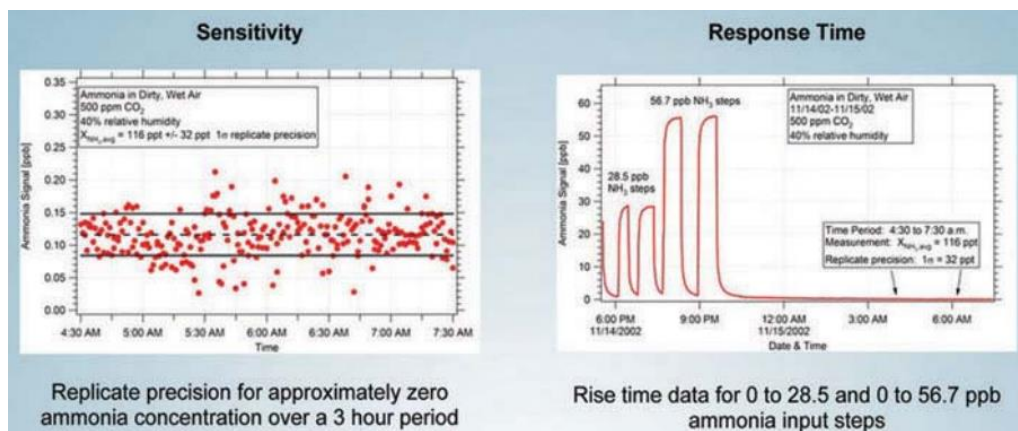 Sensitivity
0.35
0.30
0.25
0.20
0.15
0.10
0.05
0.00
Ammonia Signal [ppb]
Ammonia in Dirty, Wet Air
500 ppm CO2
40% relative humidity
XNH3,avg = 116 ppt +/- 32 ppt 1σ replicate precision
4:30 AM 5:00 AM 5:30 AM 6:00 AM 6:30 AM 7:00 AM 7:30 AM
Time
Replicate precision for approximately zero
ammonia concentration over a 3 hour period
Response Time
60
50
40
30
20
10
0
Ammonia Signal [ppb]
56.7 ppb NH3 steps
28.5 ppb
NH3 steps
Ammonia in Dirty, Wet Air
11/14/02-11/15/02
500 ppm CO2
40% relative humidity
Time Period: 4:30 to 7:30 a.m.
Measurement: XNH3,avg = 116 ppt
Replicate precision: 1σ = 32 ppt
6:00 PM 9:00 PM 12:00 AM 3:00 AM 6:00 AM
11/14/2002 11/15/2002
Date & Time
Rise time data for 0 to 28.5 and 0 to 56.7 ppb
ammonia input steps